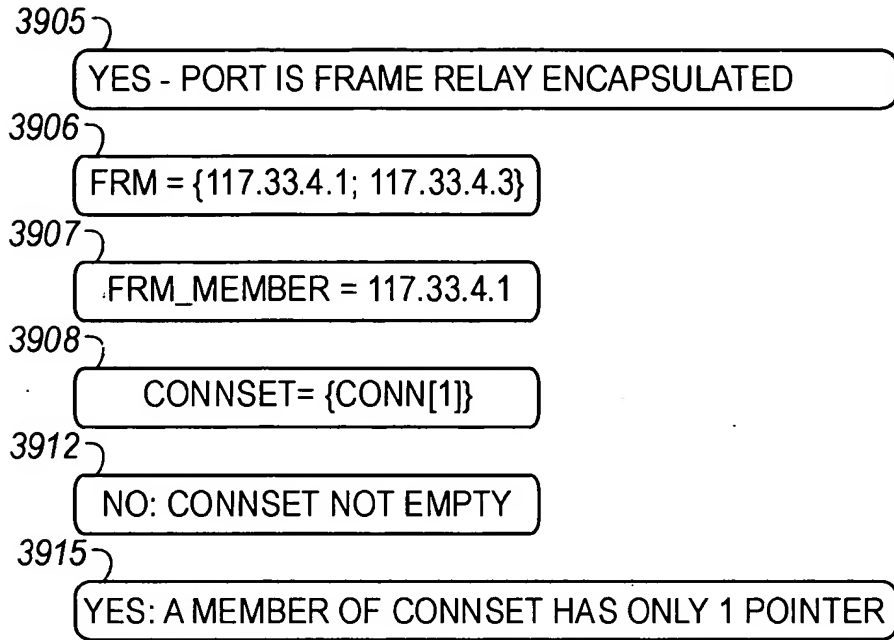 3905
YES - PORT IS FRAME RELAY ENCAPSULATED
3906
FRM = {117.33.4.1; 117.33.4.3}
3907
FRM_MEMBER = 117.33.4.1
3908
CONNSET= {CONN[1]}
3912
NO: CONNSET NOT EMPTY
3915
YES: A MEMBER OF CONNSET HAS ONLY 1 POINTER